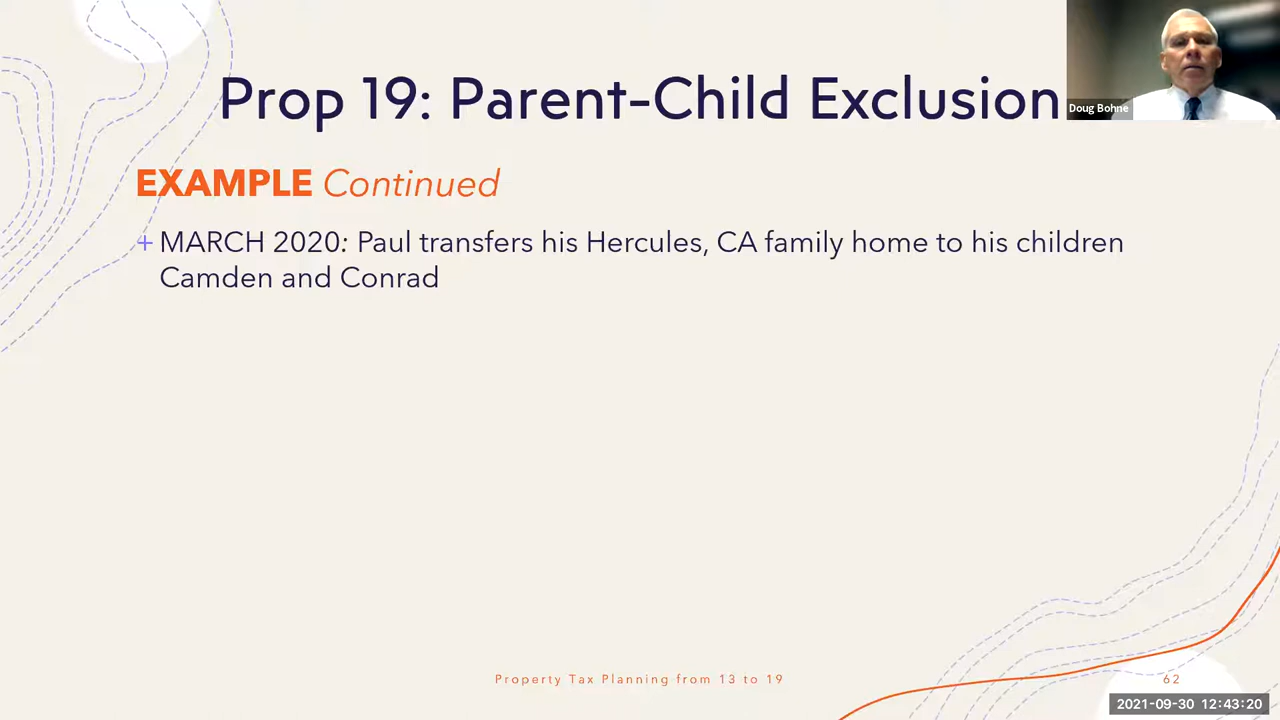 Prop 19: Parent-Child Exclusion
Doug Bohne
EXAMPLE Continued
+ MARCH 2020: Paul transfers his Hercules, CA family home to his children
Camden and Conrad
Property Tax Planning from 13 to 19
62
2021-09-30 12:43:20